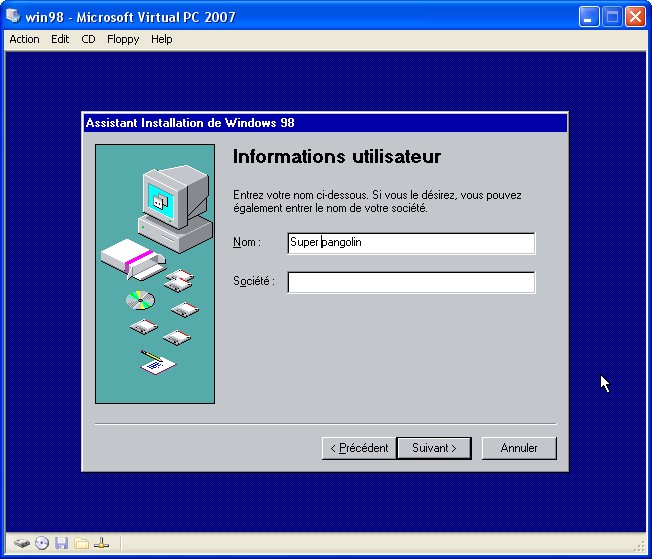 win98 - Microsoft Virtual PC 2007
Action Edit CD Floppy Help
Assistant Installation de Windows 98
Informations utilisateur
Entrez votre nom ci-dessous. Si vous le désirez, vous pouvez
également entrer le nom de votre société.
Nom : Super pangolin
Société :
< Précédent Suivant > Annuler